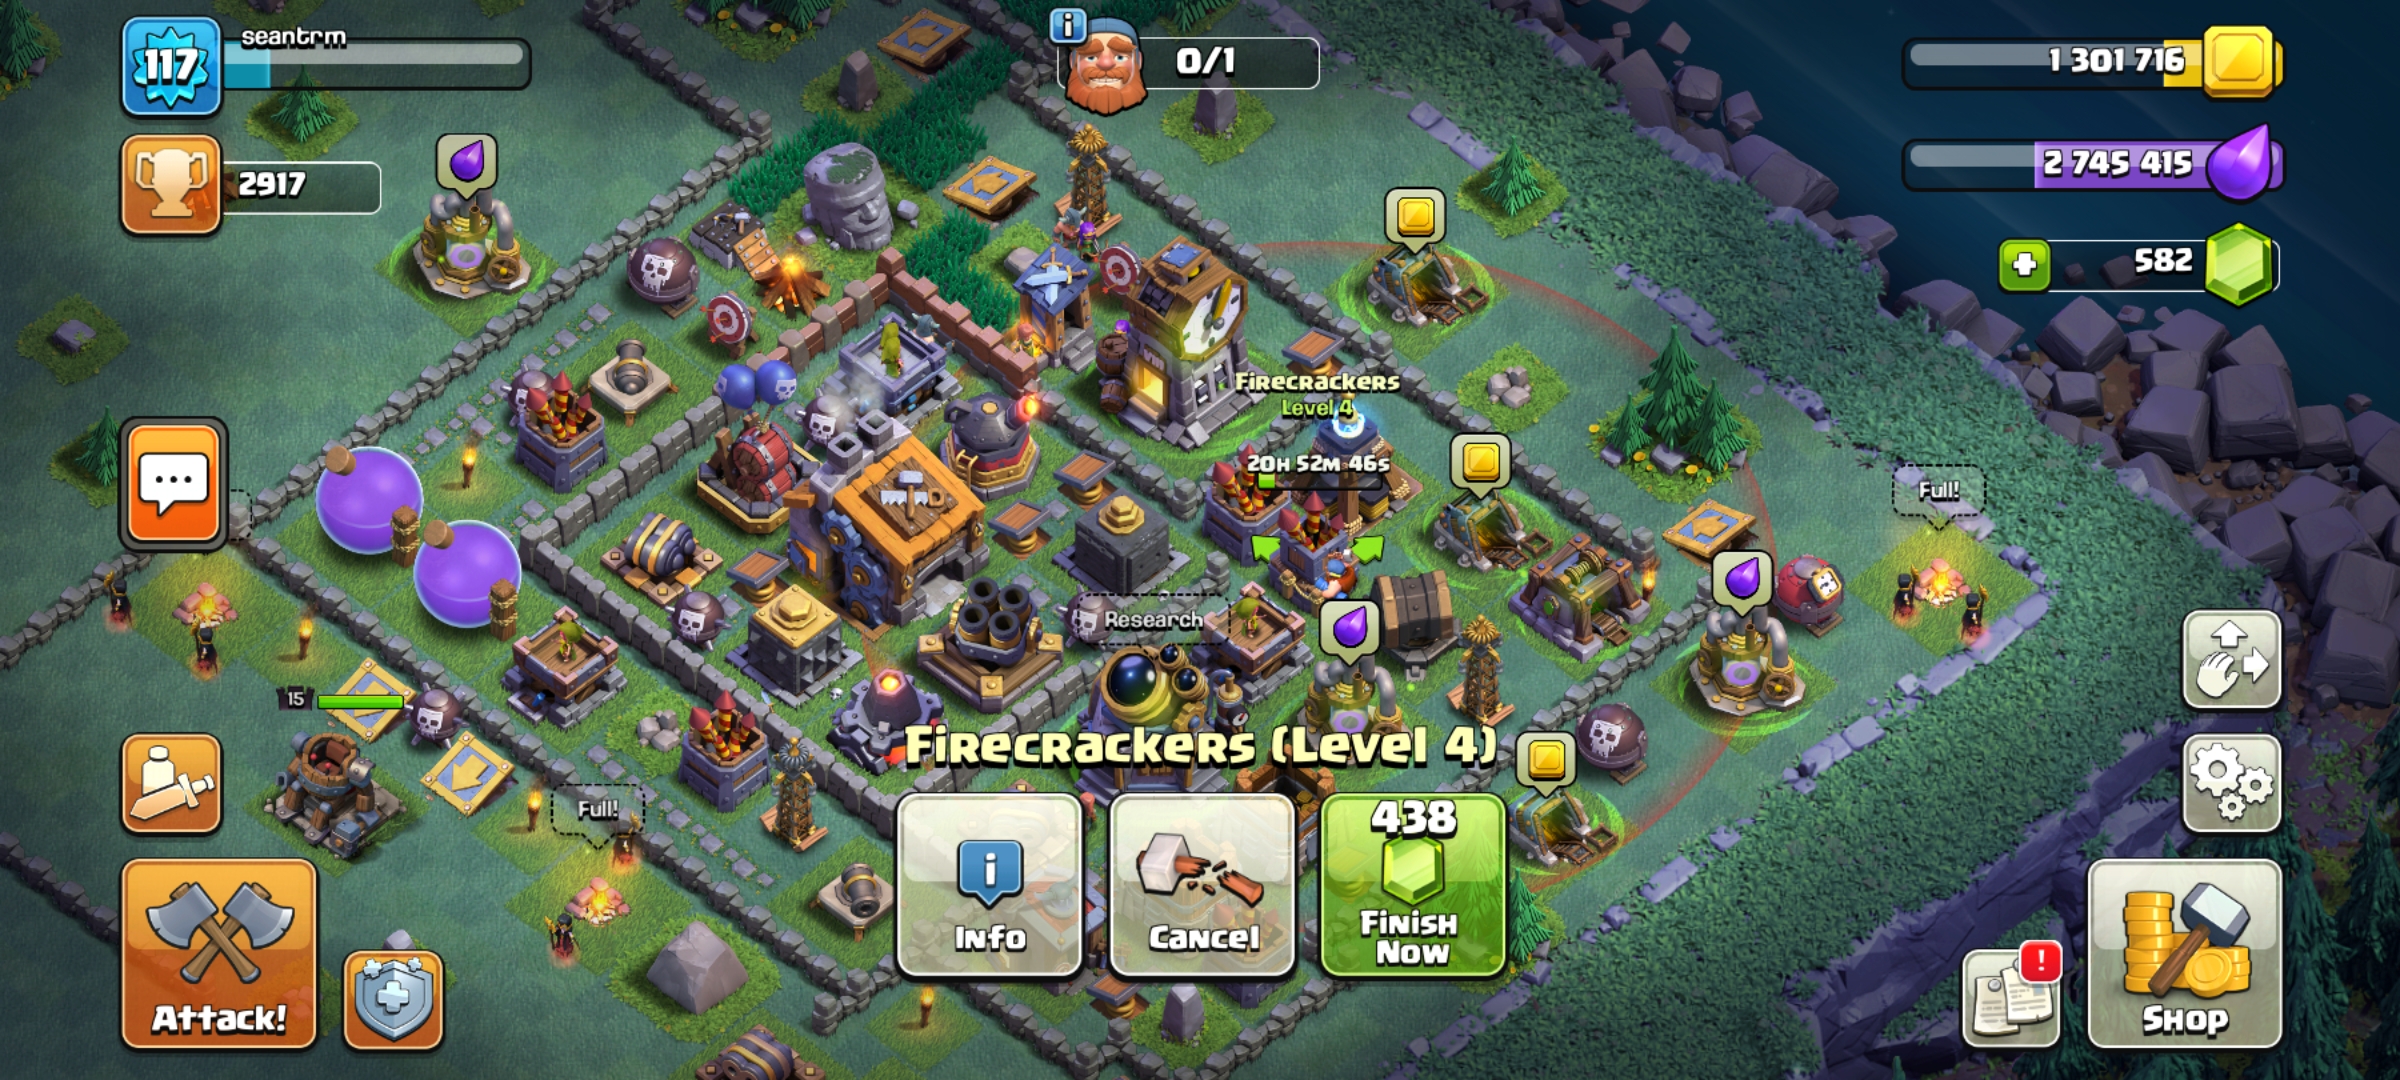 seantrm
117
0/1
1 301 716
2917
2 745 415
582
Firecrackers
Level 4
20H 52M 46S
Full!
Research
15
Firecrackers (Level 4)
Full!
438
Info
Cancel
Finish
Now
Attack!
!
Shop